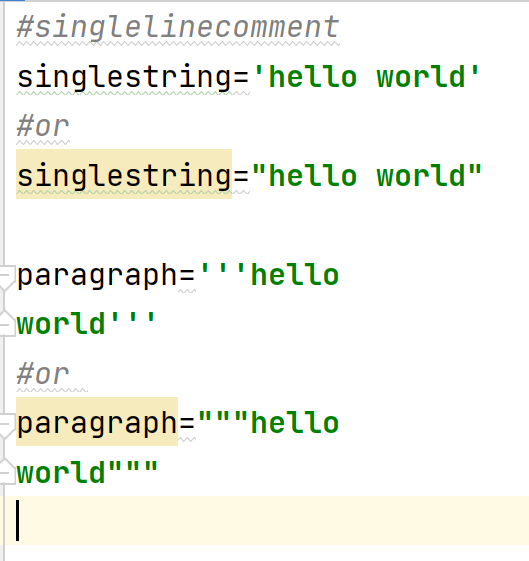 #singlelinecomment
singlestring='hello world'
#or
singlestring="hello world"
paragraph='''hello
world'''
#or
paragraph="""hello
world"""